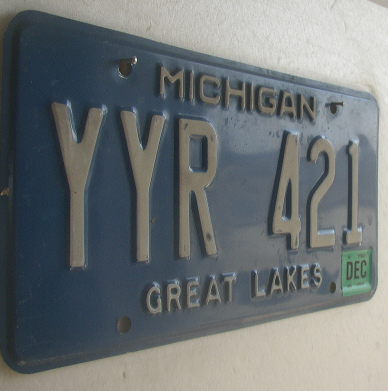 MICHIGAN
YYR 421
GREAT LAKES
DEC